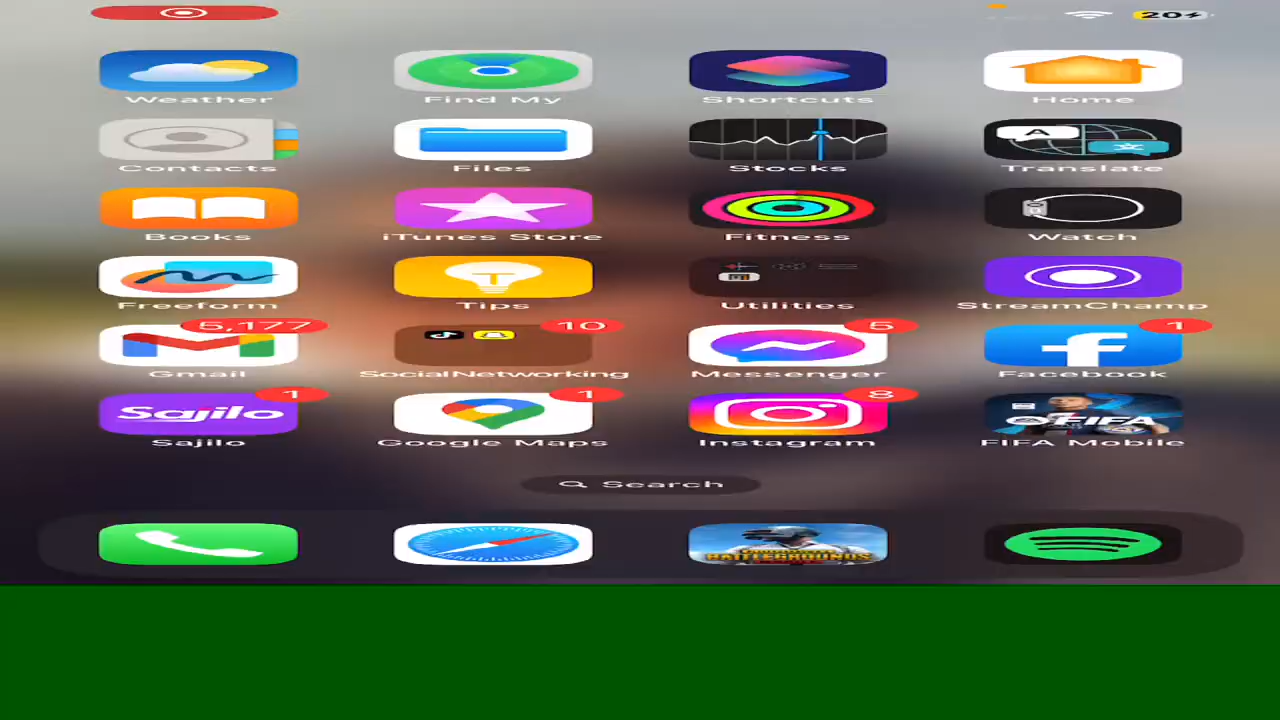 20
Weather Find My Shortcuts Home
A
Contacts Files Stocks Translate
Books iTunes Store Fitness Watch
Freeform Tips Utilities StreamChamp
5,177 10 5 1
Gmail SocialNetworking Messenger Facebook
1 1 8
Sajilo FIFA
Sajilo Google Maps Instagram FIFA Mobile
Search
BATTLEGROUNDS